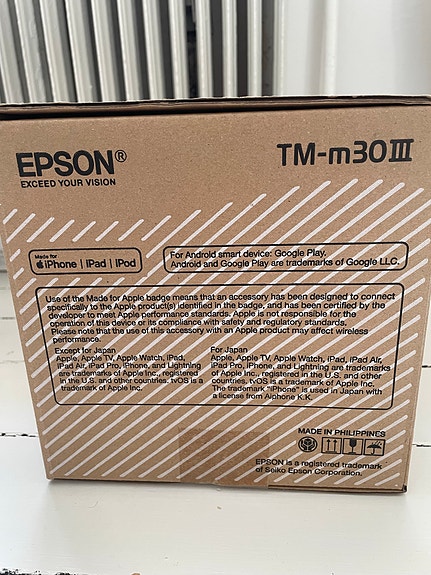 EPSON®
EXCEED YOUR VISION
TM-m30III
Made for
iPhone | iPad | iPod
For Android smart device: Google Play.
Android and Google Play are trademarks of Google LLC.
Use of the Made for Apple badge means that an accessory has been designed to connect
specifically to the Apple product(s) identified in the badge, and has been certified by the
developer to meet Apple performance standards. Apple is not responsible for the
operation of this device or its compliance with safety and regulatory standards.
Please note that the use of this accessory with an Apple product may affect wireless
performance.
Except for Japan
Apple, Apple TV, Apple Watch, iPad,
iPad Air, iPad Pro, iPhone, and Lightning
are trademarks of Apple Inc., registered
in the U.S. and other countries. tvOS is a
trademark of Apple Inc.
For Japan
Apple, Apple TV, Apple Watch, iPad, iPad Air,
iPad Pro, iPhone, and Lightning are trademarks
of Apple Inc., registered in the U.S. and other
countries. tvOS is a trademark of Apple Inc.
The trademark "iPhone" is used in Japan with
a license from Aiphone K.K.
MADE IN PHILIPPINES
EPSON is a registered trademark
of Seiko Epson Corporation.